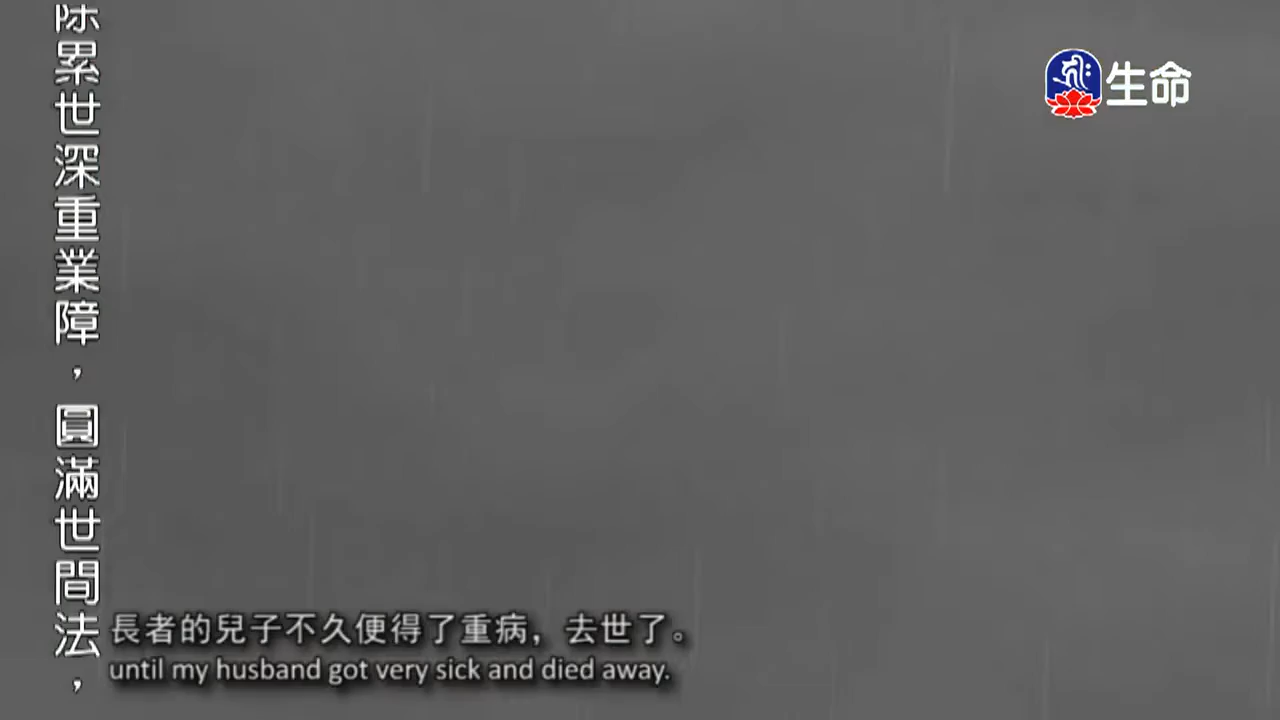 除累世深重業障，圓滿世間法，
生命
長者的兒子不久便得了重病，去世了。
until my husband got very sick and died away.